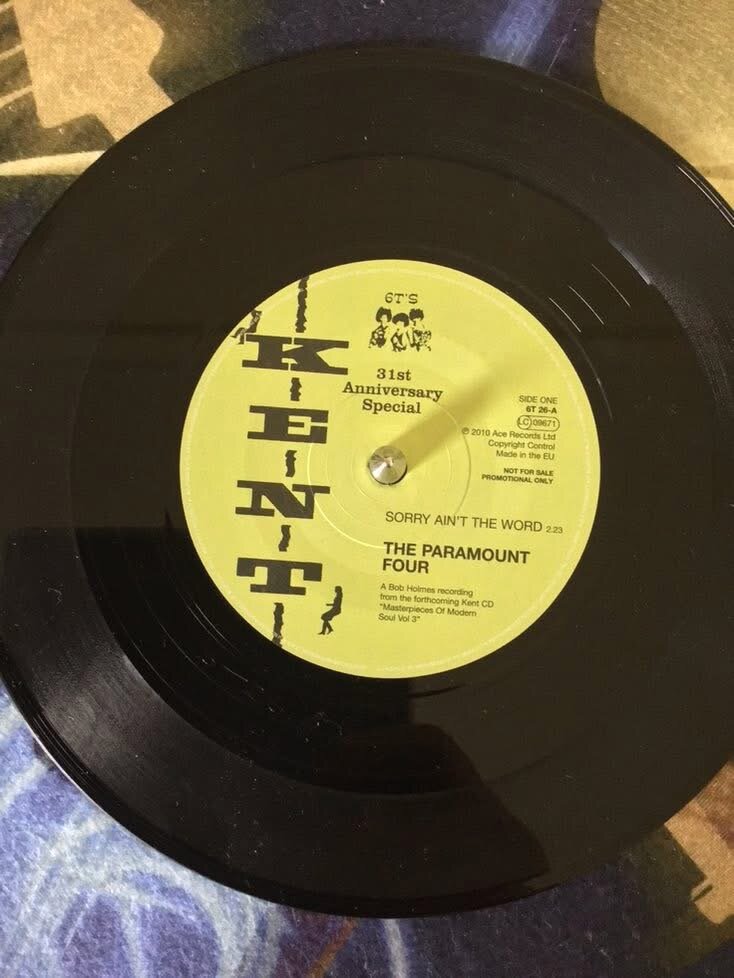 6T'S
KENT
31st
Anniversary
Special
SIDE ONE
6T 26-A
LC 09671
℗ 2010 Ace Records Ltd
Copyright Control
Made in the EU
NOT FOR SALE
PROMOTIONAL ONLY
SORRY AIN'T THE WORD 2.23
THE PARAMOUNT
FOUR
A Bob Holmes recording
from the forthcoming Kent CD
"Masterpieces Of Modern
Soul Vol 3"